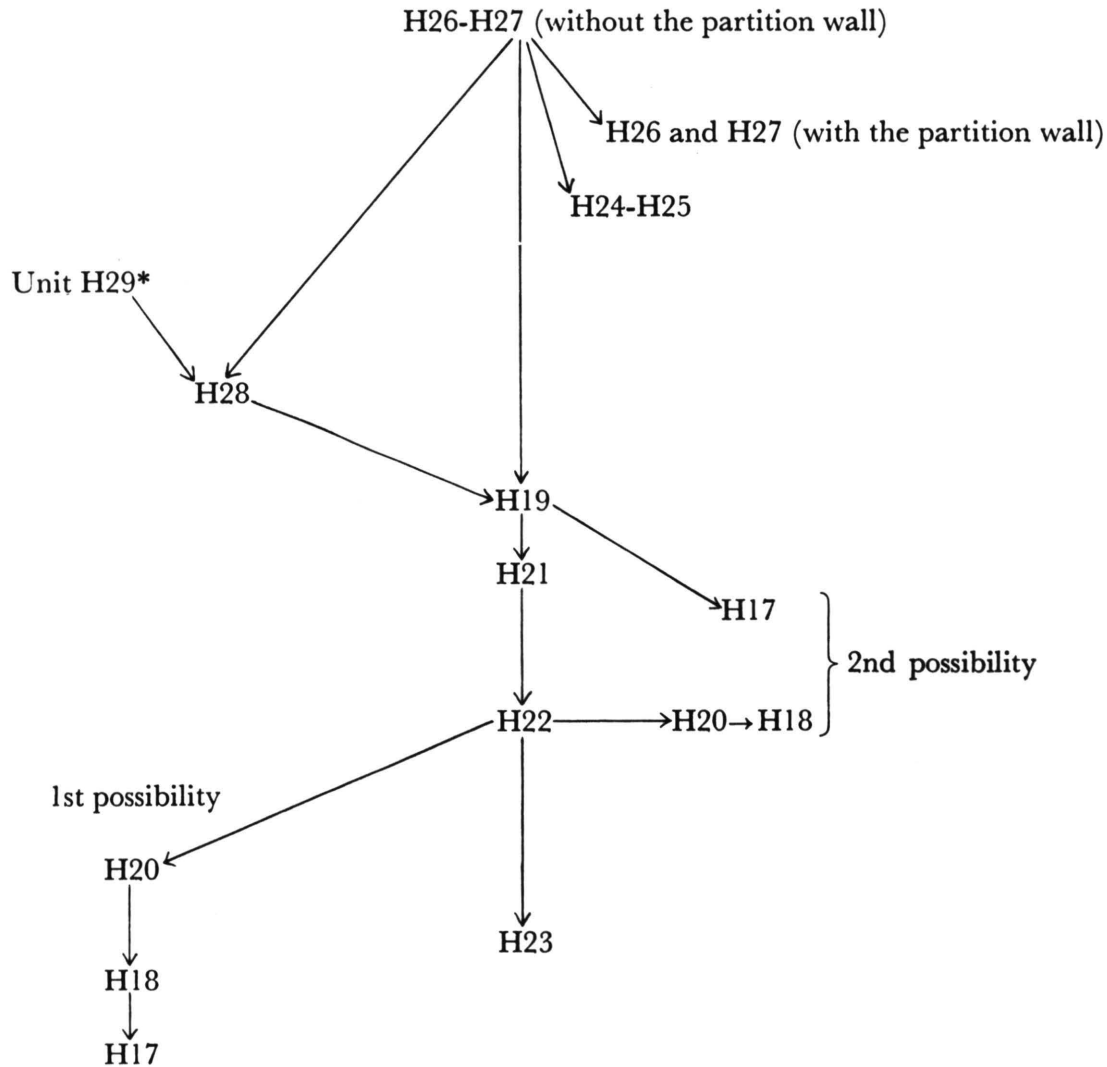 H26-H27 (without the partition wall)
H26 and H27 (with the partition wall)
H24-H25
Unit H29*
H28
H19
H21
H17
2nd possibility
H22
H20→H18
1st possibility
H20
H23
H18
H17